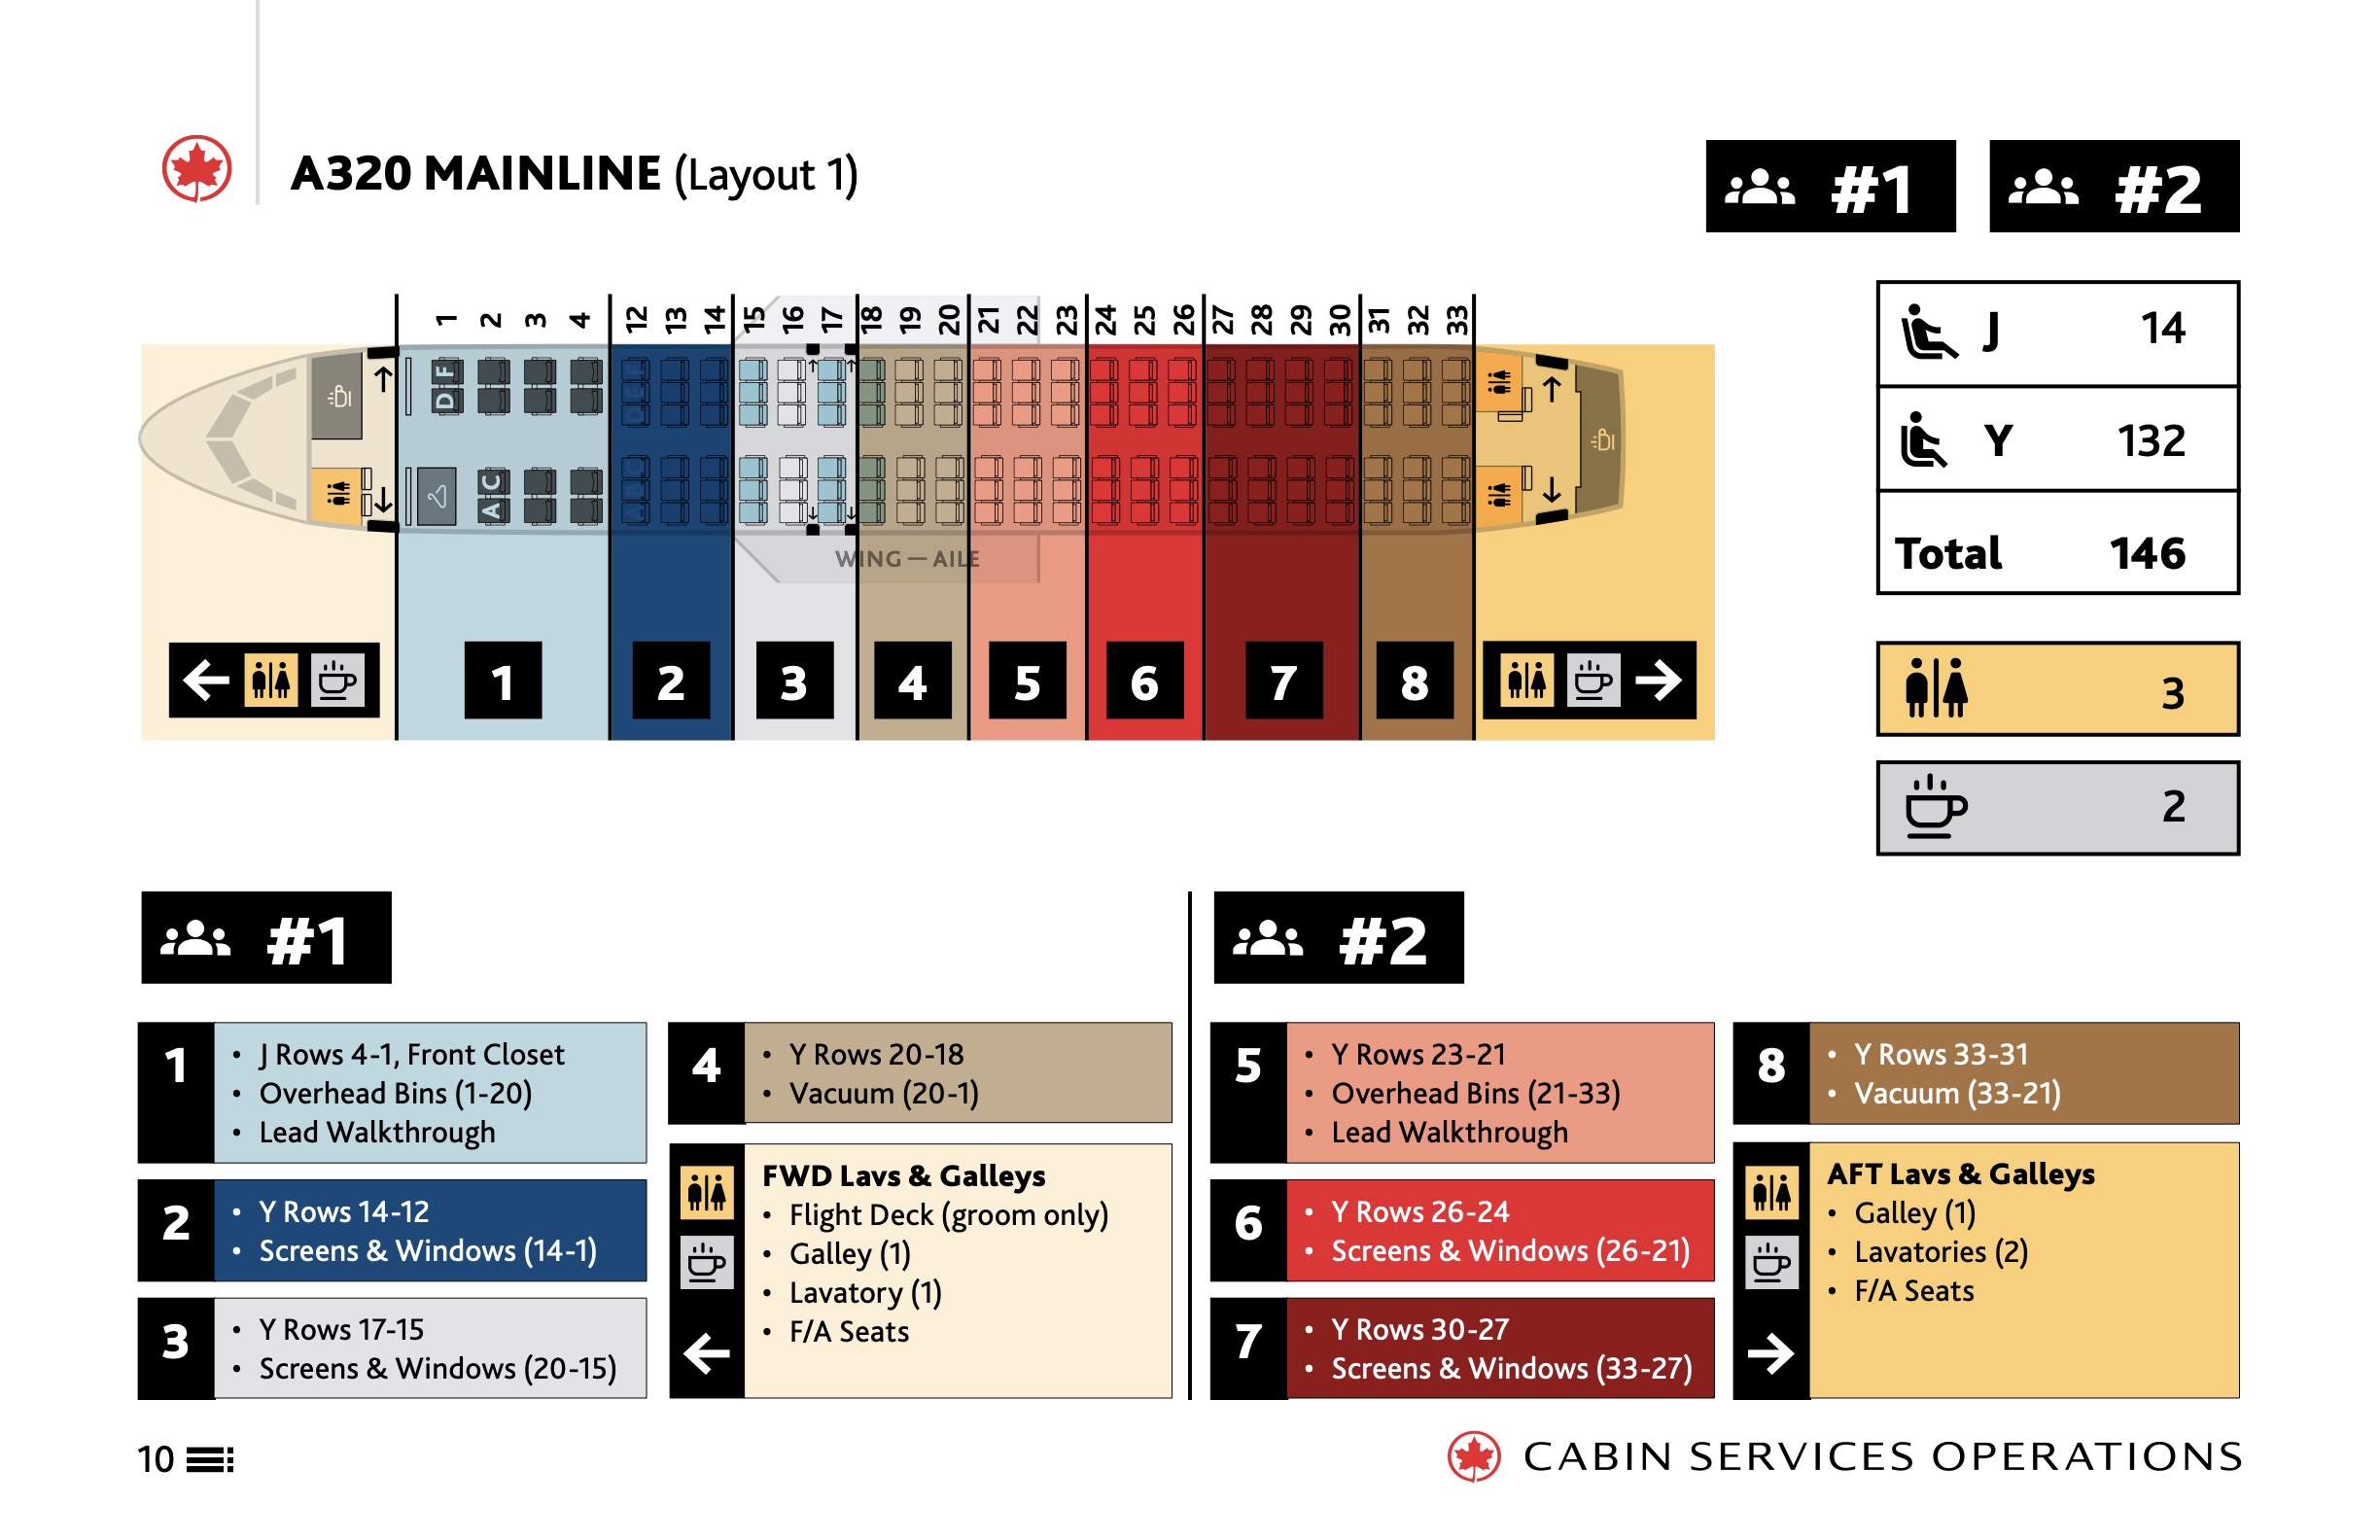 A320 MAINLINE (Layout 1)
#1
#2
1 2 3 4 12 13 14 15 16 17 18 19 20 21 22 23 24 25 26 27 28 29 30 31 32 33
D F
DEF
A C
ABC
WING — AILE
1 2 3 4 5 6 7 8
J 14
Y 132
Total 146
3
2
#1
1
• J Rows 4-1, Front Closet
• Overhead Bins (1-20)
• Lead Walkthrough
2
• Y Rows 14-12
• Screens & Windows (14-1)
3
• Y Rows 17-15
• Screens & Windows (20-15)
4
• Y Rows 20-18
• Vacuum (20-1)
FWD Lavs & Galleys
• Flight Deck (groom only)
• Galley (1)
• Lavatory (1)
• F/A Seats
#2
5
• Y Rows 23-21
• Overhead Bins (21-33)
• Lead Walkthrough
6
• Y Rows 26-24
• Screens & Windows (26-21)
7
• Y Rows 30-27
• Screens & Windows (33-27)
8
• Y Rows 33-31
• Vacuum (33-21)
AFT Lavs & Galleys
• Galley (1)
• Lavatories (2)
• F/A Seats
10
CABIN SERVICES OPERATIONS